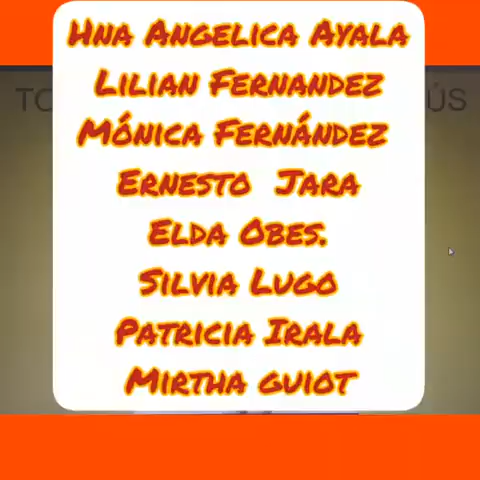 Hna Angelica Ayala
Lilian Fernandez
Mónica Fernández
Ernesto Jara
Elda Obes.
Silvia Lugo
Patricia Irala
Mirtha guiot